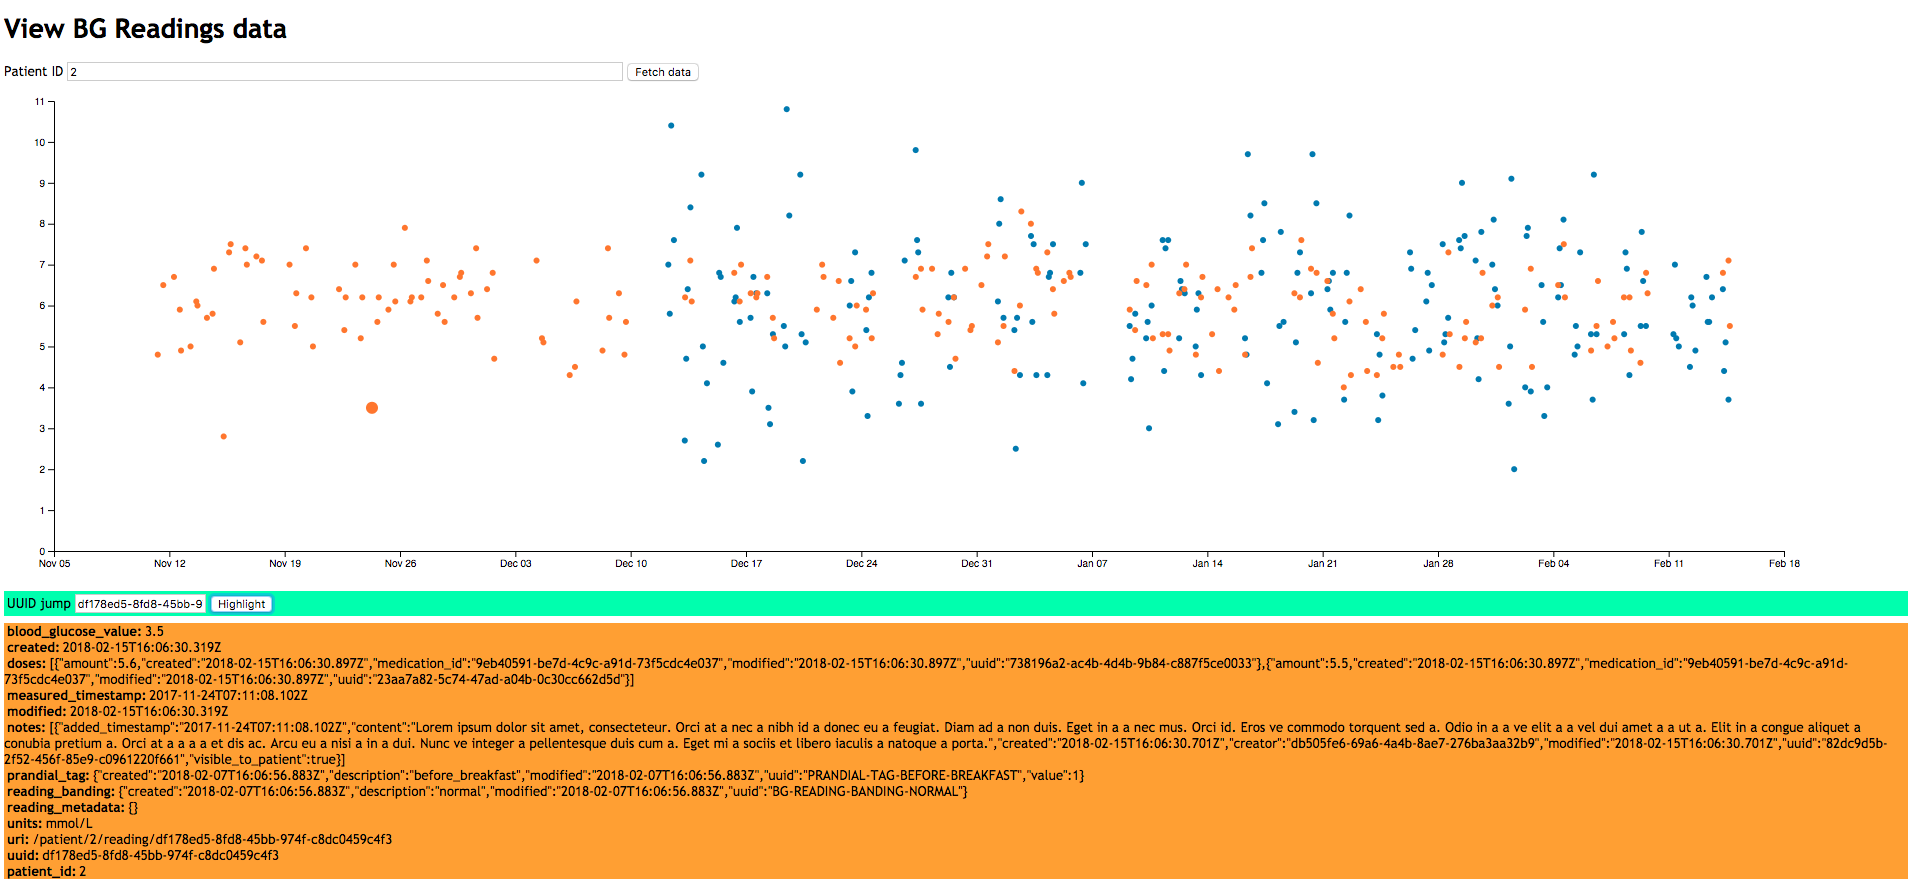 View BG Readings data
Patient ID 2 Fetch data
11
10
9
8
7
6
5
4
3
2
1
0
Nov 05 Nov 12 Nov 19 Nov 26 Dec 03 Dec 10 Dec 17 Dec 24 Dec 31 Jan 07 Jan 14 Jan 21 Jan 28 Feb 04 Feb 11 Feb 18
UUID jump df178ed5-8fd8-45bb-9 Highlight
blood_glucose_value: 3.5
created: 2018-02-15T16:06:30.319Z
doses: [{"amount":5.6,"created":"2018-02-15T16:06:30.897Z","medication_id":"9eb40591-be7d-4c9c-a91d-73f5cdc4e037","modified":"2018-02-15T16:06:30.897Z","uuid":"738196a2-ac4b-4d4b-9b84-c887f5ce0033"},{"amount":5.5,"created":"2018-02-15T16:06:30.897Z","medication_id":"9eb40591-be7d-4c9c-a91d-
73f5cdc4e037","modified":"2018-02-15T16:06:30.897Z","uuid":"23aa7a82-5c74-47ad-a04b-0c30cc662d5d"}]
measured_timestamp: 2017-11-24T07:11:08.102Z
modified: 2018-02-15T16:06:30.319Z
notes: [{"added_timestamp":"2017-11-24T07:11:08.102Z","content":"Lorem ipsum dolor sit amet, consecteteur. Orci at a nec a nibh id a donec eu a feugiat. Diam ad a non duis. Eget in a a nec mus. Orci id. Eros ve commodo torquent sed a. Odio in a a ve elit a a vel dui amet a a ut a. Elit in a congue aliquet a
conubia pretium a. Orci at a a a a et dis ac. Arcu eu a nisi a in a dui. Nunc ve integer a pellentesque duis cum a. Eget mi a sociis et libero iaculis a natoque a porta.","created":"2018-02-15T16:06:30.701Z","creator":"db505fe6-69a6-4a4b-8ae7-276ba3aa32b9","modified":"2018-02-15T16:06:30.701Z","uuid":"82dc9d5b-
2f52-456f-85e9-c0961220f661","visible_to_patient":true}]
prandial_tag: {"created":"2018-02-07T16:06:56.883Z","description":"before_breakfast","modified":"2018-02-07T16:06:56.883Z","uuid":"PRANDIAL-TAG-BEFORE-BREAKFAST","value":1}
reading_banding: {"created":"2018-02-07T16:06:56.883Z","description":"normal","modified":"2018-02-07T16:06:56.883Z","uuid":"BG-READING-BANDING-NORMAL"}
reading_metadata: {}
units: mmol/L
uri: /patient/2/reading/df178ed5-8fd8-45bb-974f-c8dc0459c4f3
uuid: df178ed5-8fd8-45bb-974f-c8dc0459c4f3
patient_id: 2